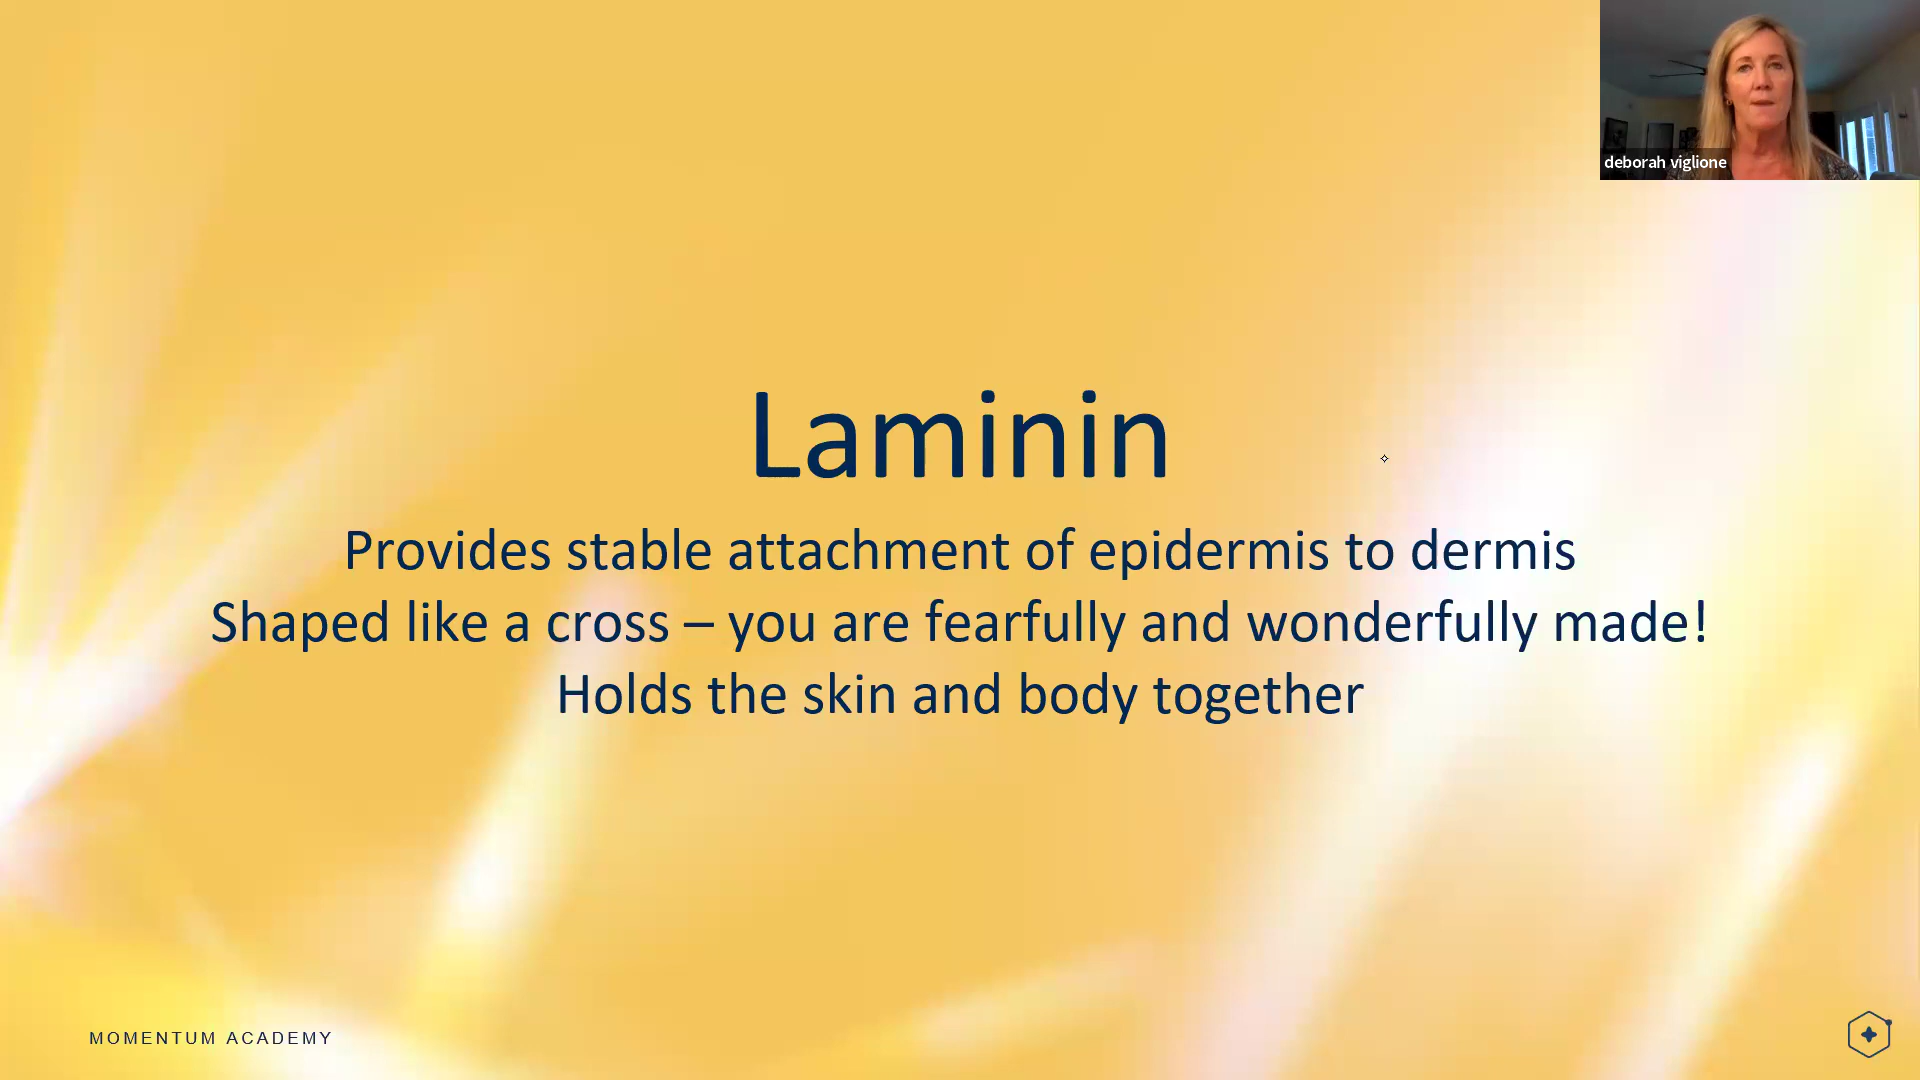 deborah viglione
Laminin
Provides stable attachment of epidermis to dermis
Shaped like a cross – you are fearfully and wonderfully made!
Holds the skin and body together
MOMENTUM ACADEMY